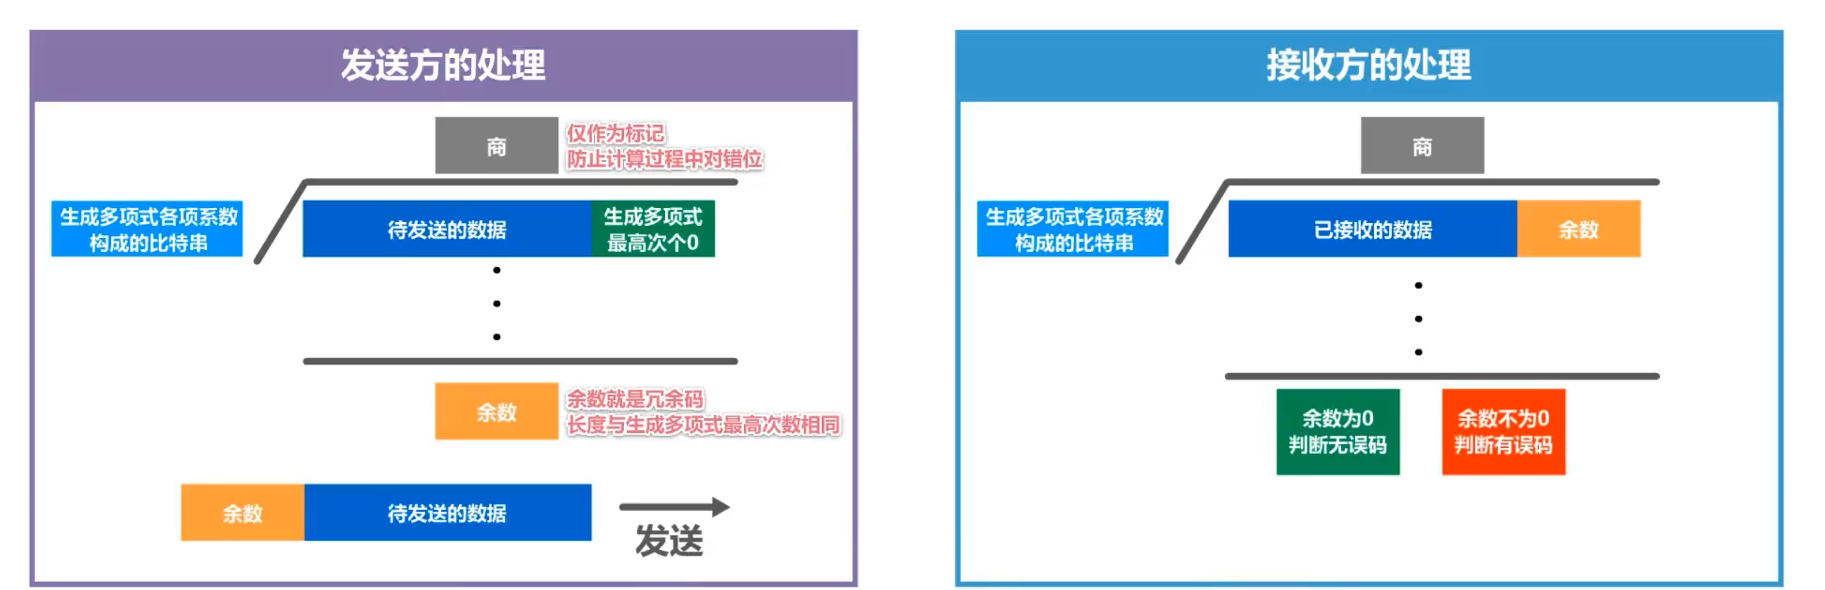 发送方的处理
商
仅作为标记
防止计算过程中对错位
生成多项式各项系数
构成的比特串
待发送的数据
生成多项式
最高次个0
余数
余数就是冗余码
长度与生成多项式最高次数相同
余数
待发送的数据
发送
接收方的处理
商
生成多项式各项系数
构成的比特串
已接收的数据
余数
余数为0
判断无误码
余数不为0
判断有误码